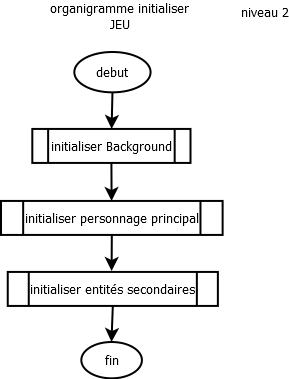 organigramme initialiser
JEU
niveau 2
debut
initialiser Background
initialiser personnage principal
initialiser entités secondaires
fin